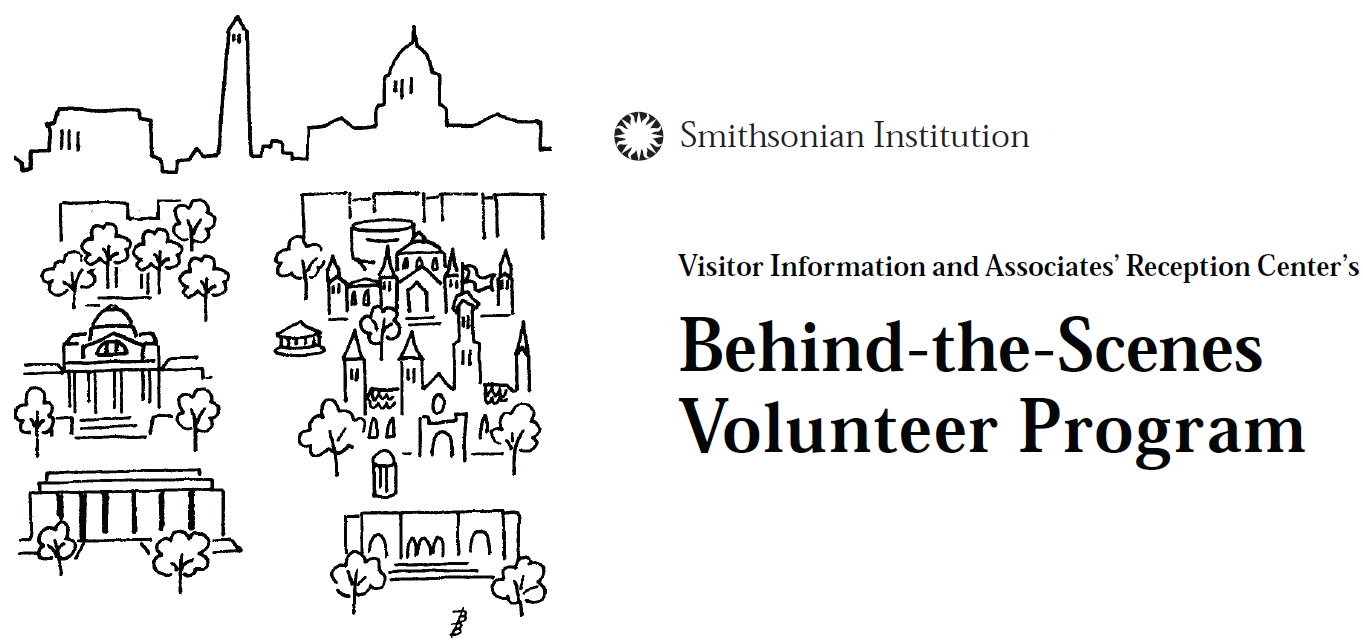 Smithsonian Institution
Visitor Information and Associates' Reception Center's
Behind-the-Scenes
Volunteer Program